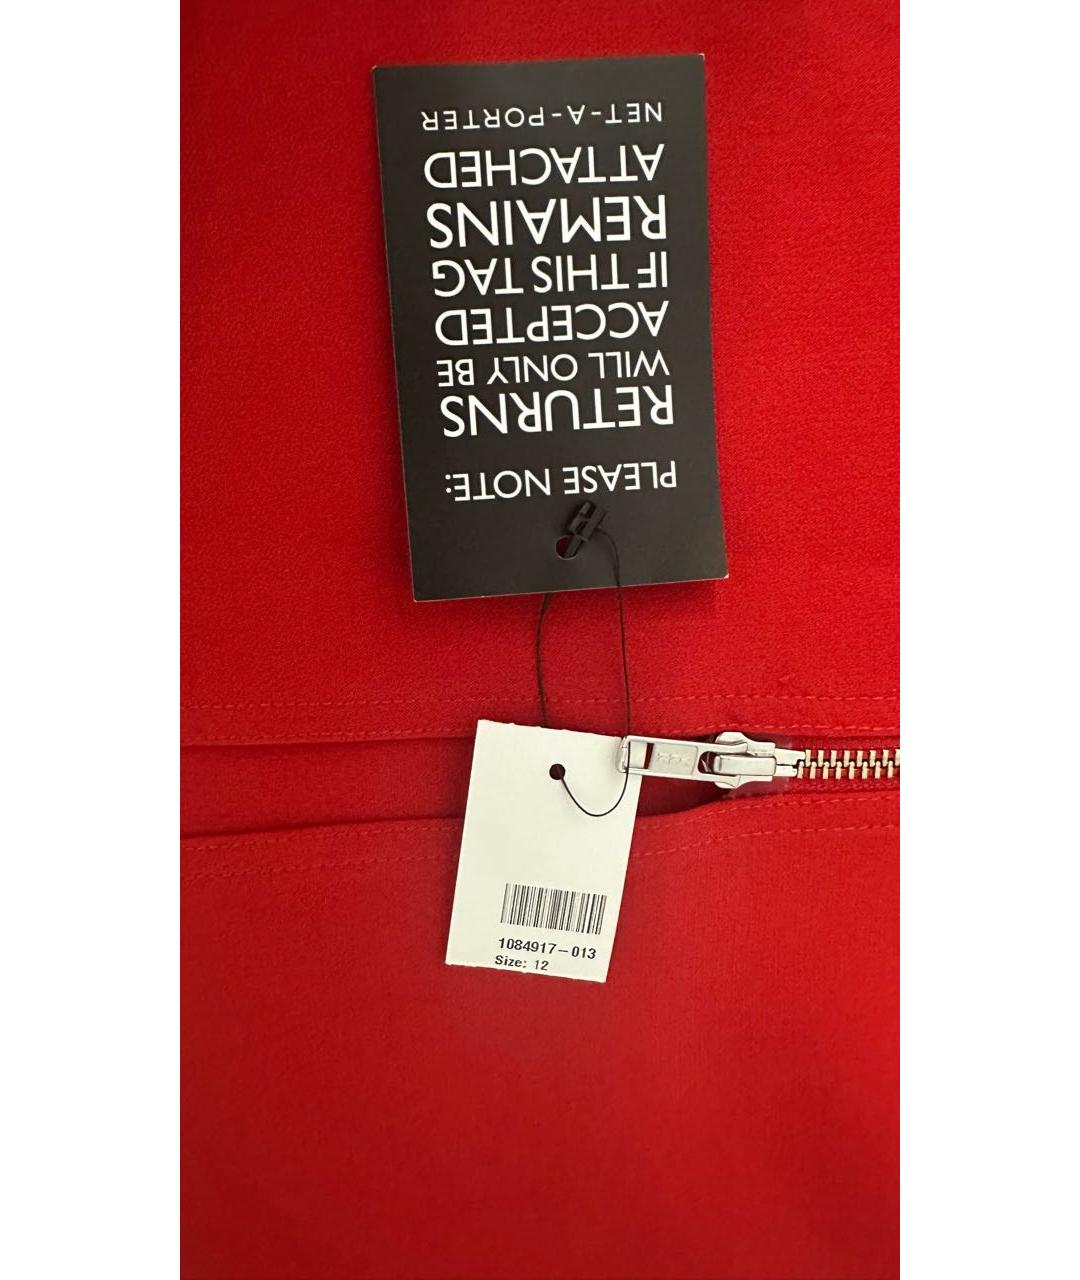 PLEASE NOTE:
RETURNS
WILL ONLY BE
ACCEPTED
IF THIS TAG
REMAINS
ATTACHED
NET-A-PORTER
1084917-013
Size: 12